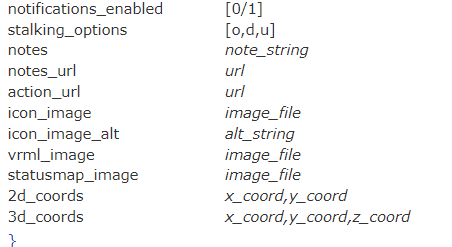 notifications_enabled [0/1]
stalking_options [o,d,u]
notes note_string
notes_url url
action_url url
icon_image image_file
icon_image_alt alt_string
vrml_image image_file
statusmap_image image_file
2d_coords x_coord,y_coord
3d_coords x_coord,y_coord,z_coord
}